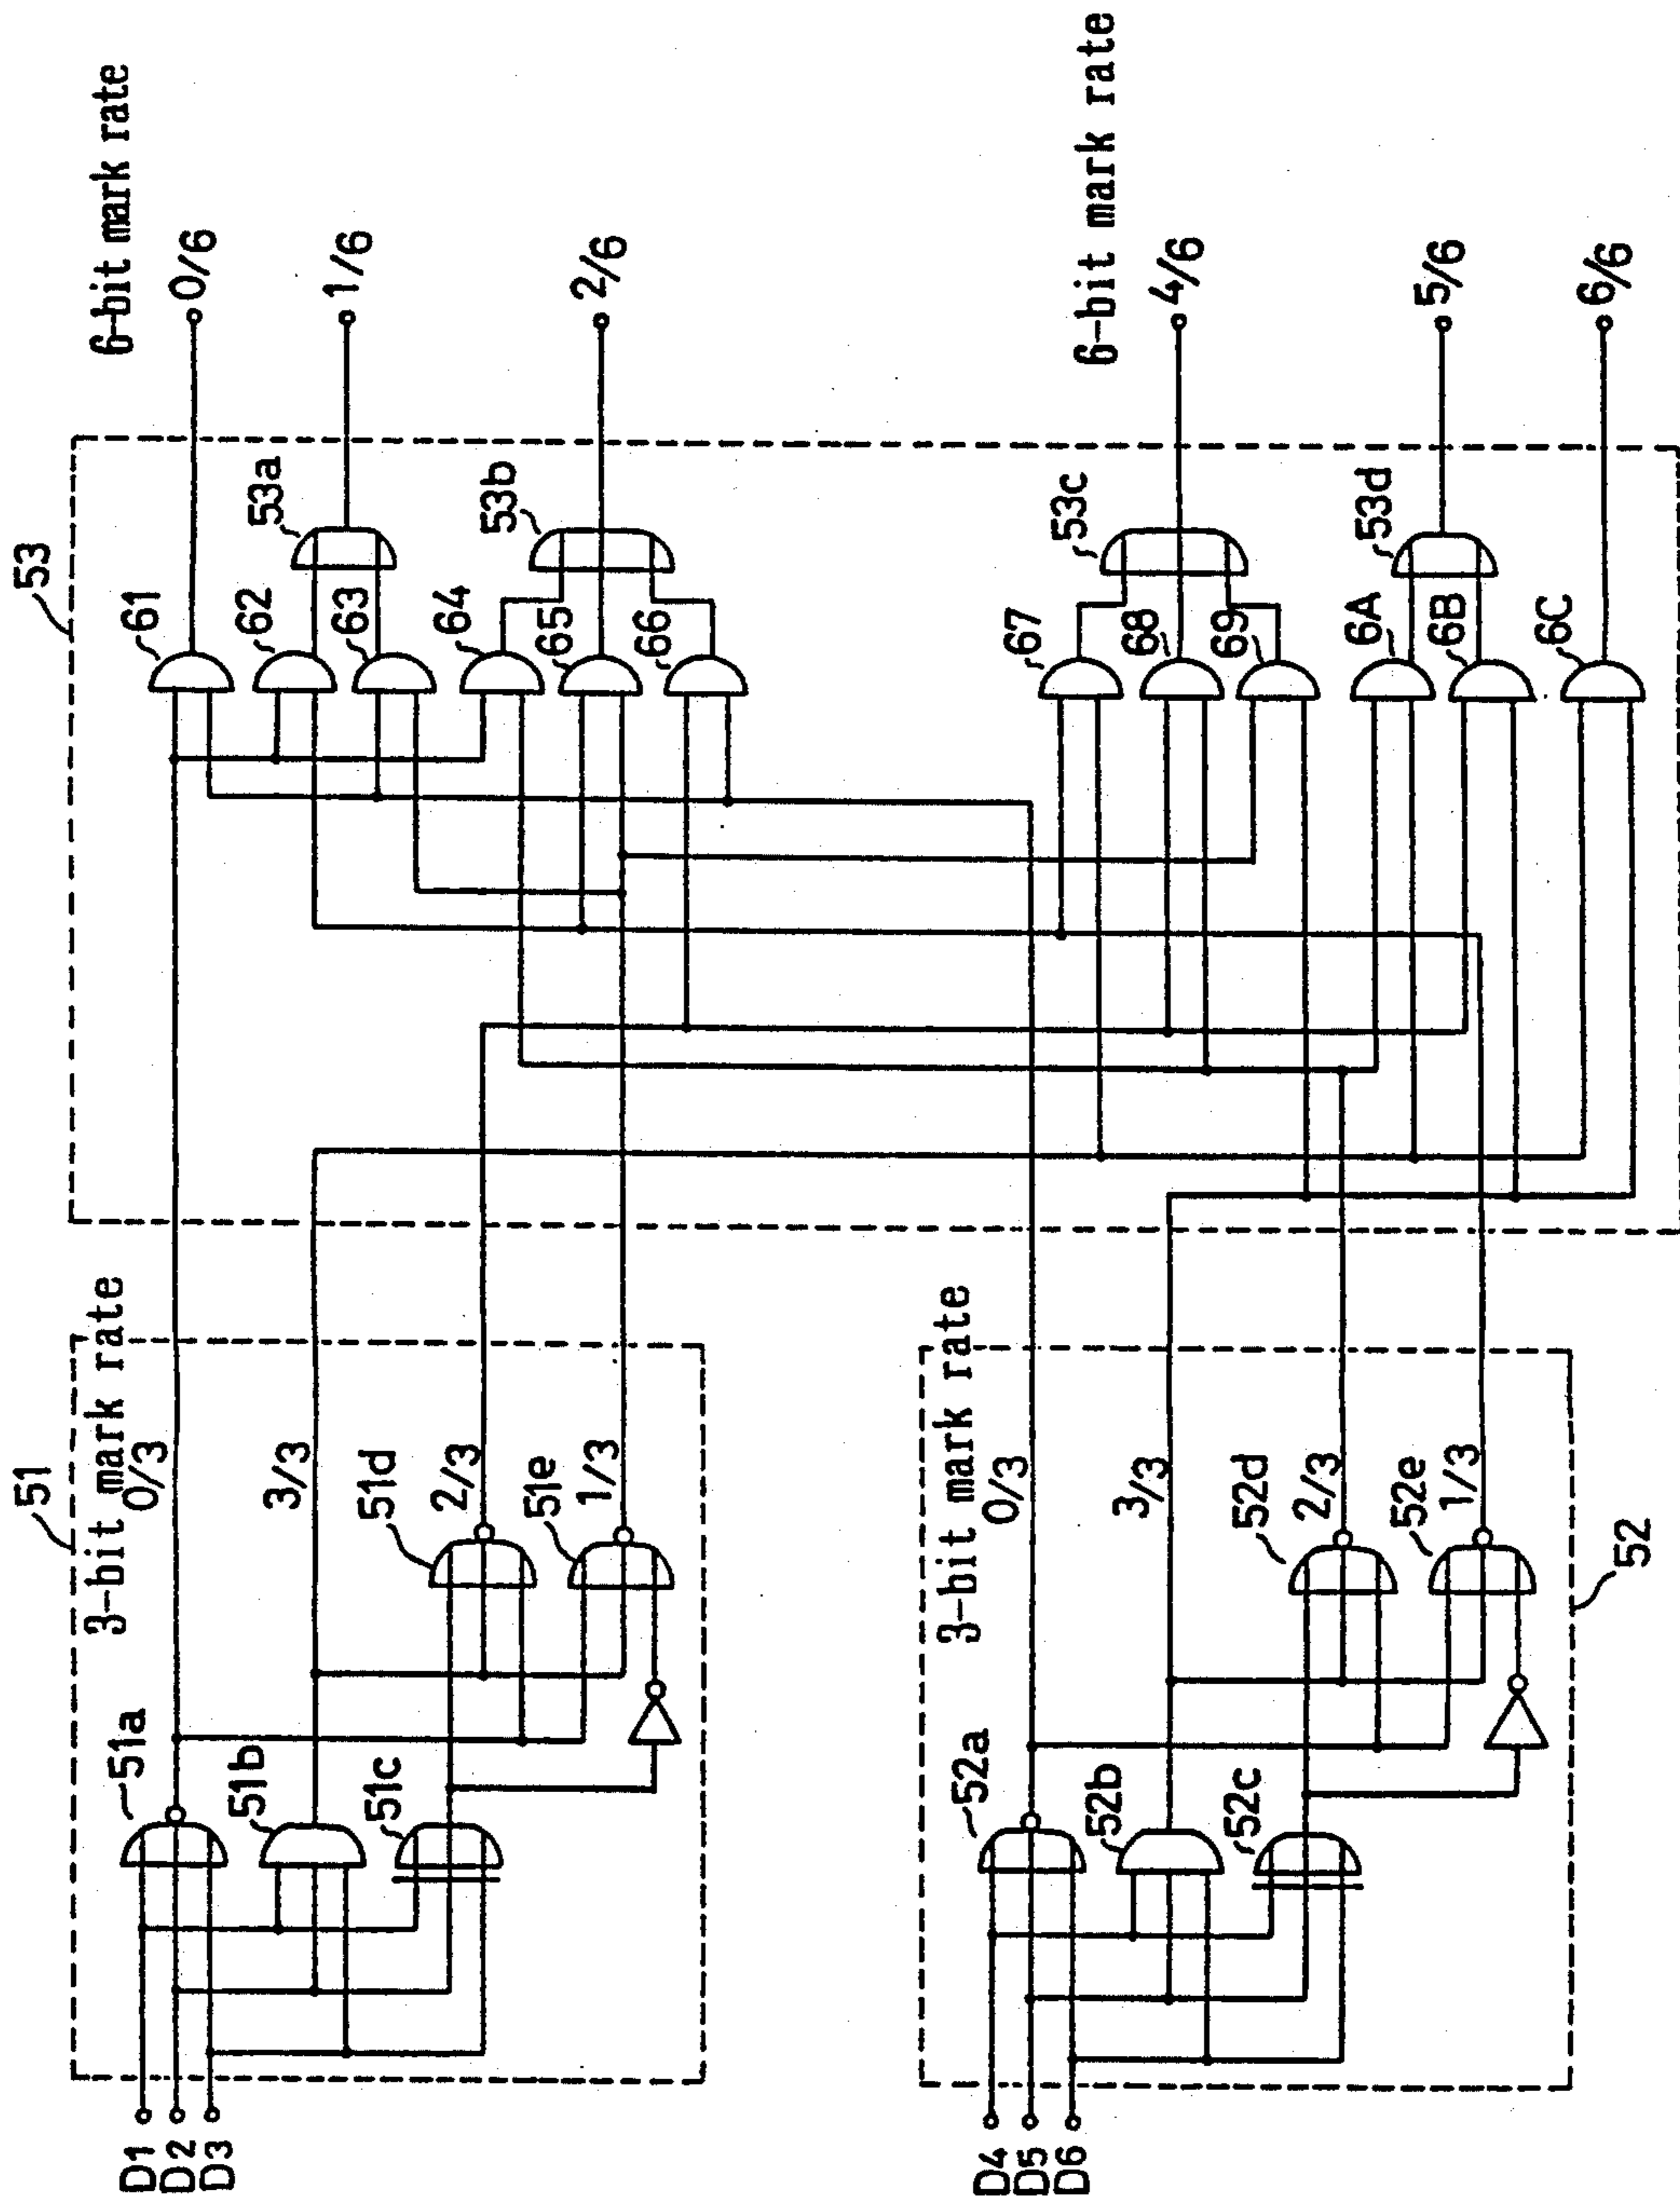 51
3-bit mark rate
0/3
3/3
51d
2/3
51e
1/3
51a
51b
51c
D1
D2
D3
52
3-bit mark rate
0/3
3/3
52d
2/3
52e
1/3
52a
52b
52c
D4
D5
D6
53
61
62
63
53a
64
65
66
53b
67
68
69
53c
6A
6B
53d
6C
6-bit mark rate
0/6
1/6
2/6
6-bit mark rate
4/6
5/6
6/6